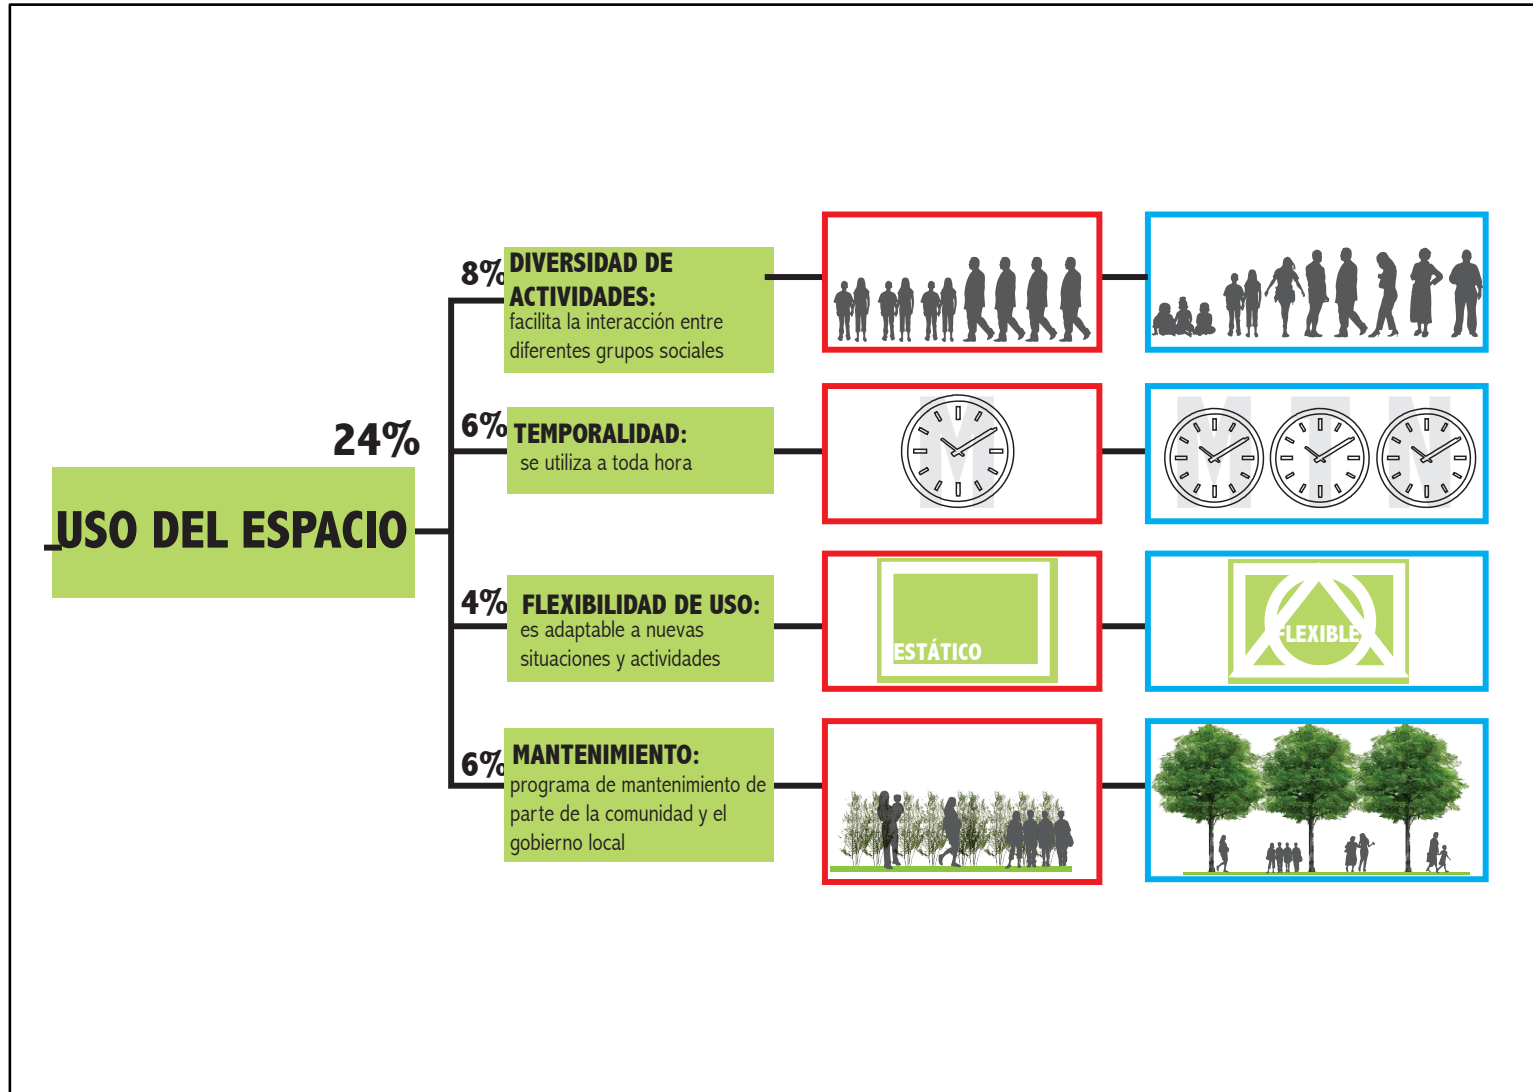 24%
USO DEL ESPACIO
8%
DIVERSIDAD DE
ACTIVIDADES:
facilita la interacción entre
diferentes grupos sociales
6%
TEMPORALIDAD:
se utiliza a toda hora
M
M T N
4%
FLEXIBILIDAD DE USO:
es adaptable a nuevas
situaciones y actividades
ESTÁTICO
FLEXIBLE
6%
MANTENIMIENTO:
programa de mantenimiento de
parte de la comunidad y el
gobierno local